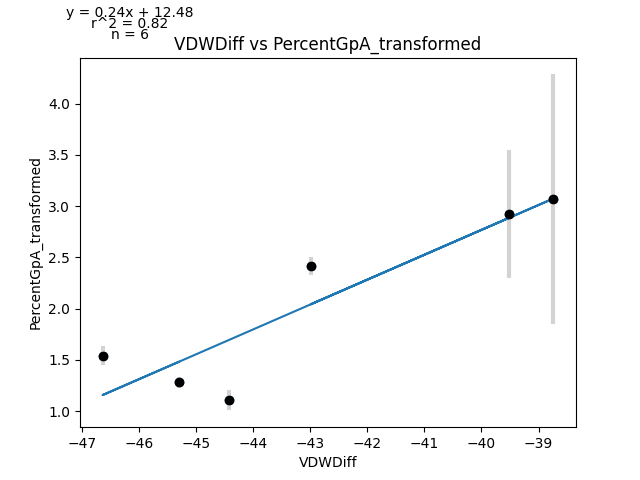 y = 0.24x + 12.48
r^2 = 0.82
n = 6
VDWDiff vs PercentGpA_transformed
PercentGpA_transformed
4.0
3.5
3.0
2.5
2.0
1.5
1.0
−47 −46 −45 −44 −43 −42 −41 −40 −39
VDWDiff